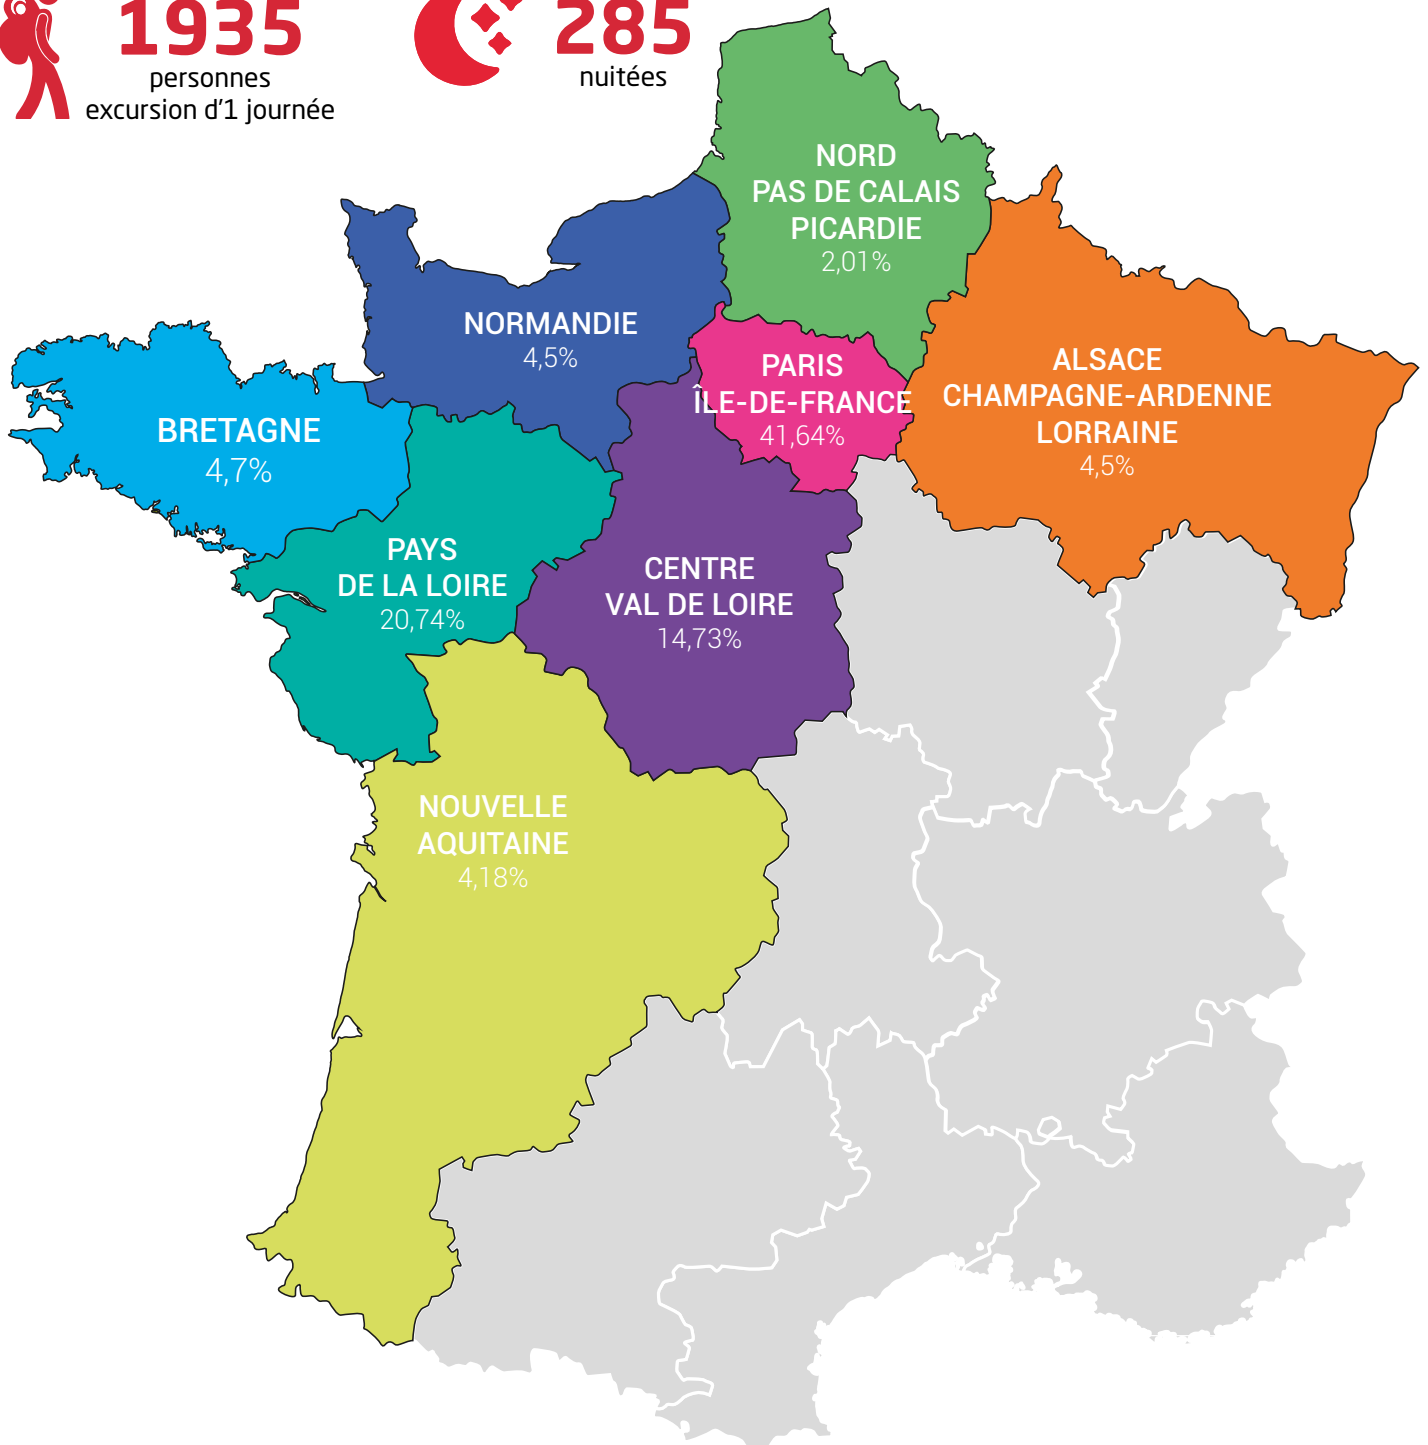 1935
personnes
excursion d'1 journée
285
nuitées
NORD
PAS DE CALAIS
PICARDIE
2,01%
NORMANDIE
4,5%
PARIS
ÎLE-DE-FRANCE
41,64%
ALSACE
CHAMPAGNE-ARDENNE
LORRAINE
4,5%
BRETAGNE
4,7%
PAYS
DE LA LOIRE
20,74%
CENTRE
VAL DE LOIRE
14,73%
NOUVELLE
AQUITAINE
4,18%